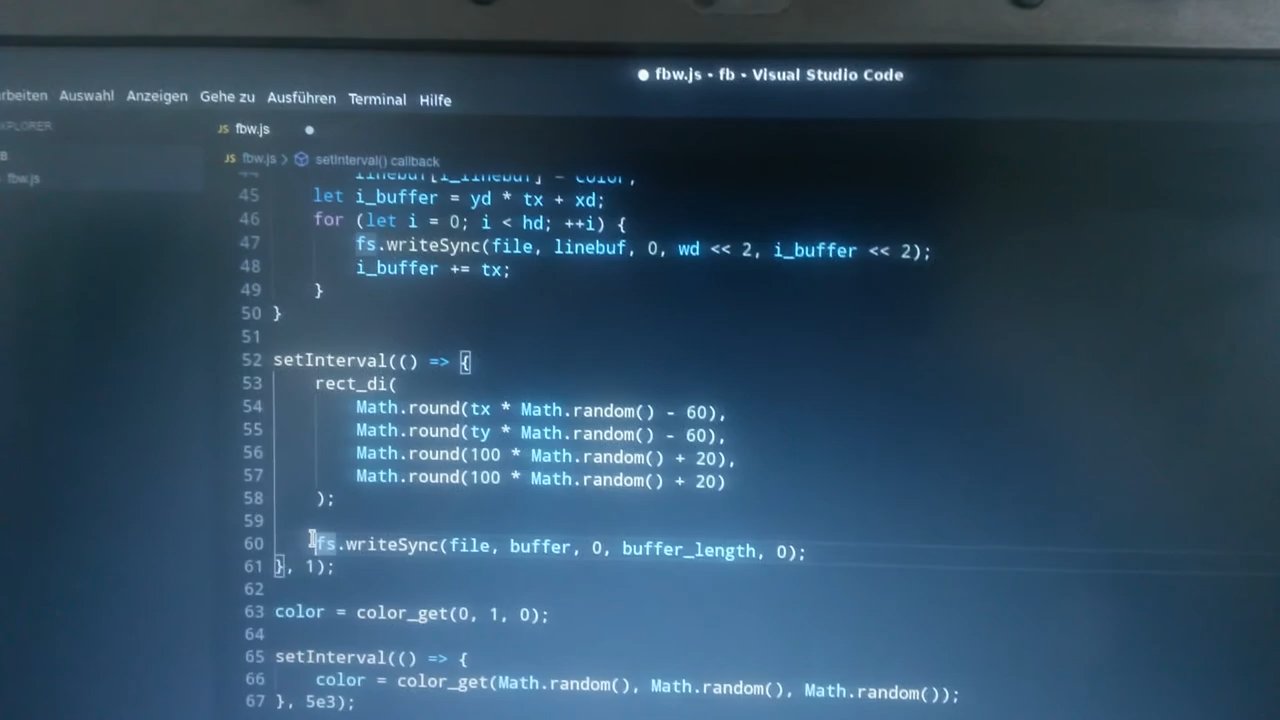 ● fbw.js - fb - Visual Studio Code
rbeiten Auswahl Anzeigen Gehe zu Ausführen Terminal Hilfe
XPLORER
JS fbw.js ●
B
JS fbw.js > setInterval() callback
fbw.js
44 linebuf[i_linebuf] = color;
45 let i_buffer = yd * tx + xd;
46 for (let i = 0; i < hd; ++i) {
47 fs.writeSync(file, linebuf, 0, wd << 2, i_buffer << 2);
48 i_buffer += tx;
49 }
50 }
51
52 setInterval(() => {
53 rect_di(
54 Math.round(tx * Math.random() - 60),
55 Math.round(ty * Math.random() - 60),
56 Math.round(100 * Math.random() + 20),
57 Math.round(100 * Math.random() + 20)
58 );
59
60 fs.writeSync(file, buffer, 0, buffer_length, 0);
61 }, 1);
62
63 color = color_get(0, 1, 0);
64
65 setInterval(() => {
66 color = color_get(Math.random(), Math.random(), Math.random());
67 }, 5e3);